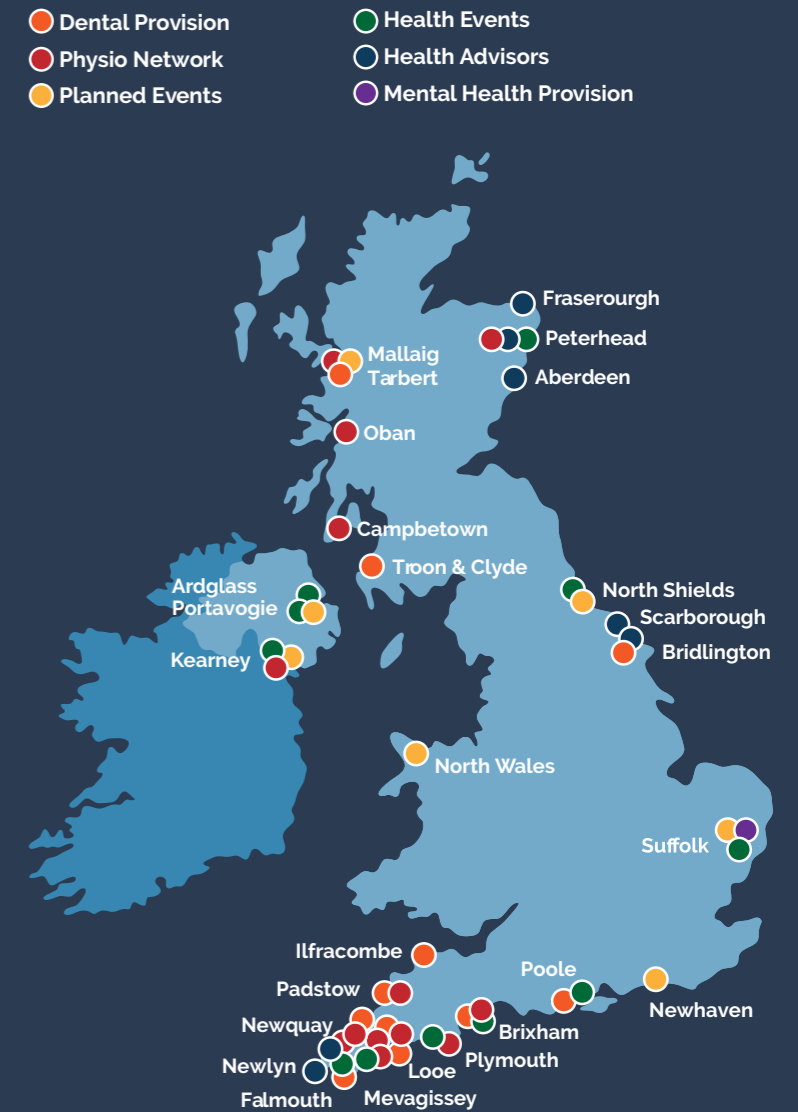 Dental Provision
Physio Network
Planned Events
Health Events
Health Advisors
Mental Health Provision
Fraserourgh
Peterhead
Mallaig
Tarbert
Aberdeen
Oban
Campbetown
Troon & Clyde
Ardglass
Portavogie
North Shields
Scarborough
Kearney
Bridlington
North Wales
Suffolk
Ilfracombe
Poole
Padstow
Newhaven
Newquay
Brixham
Plymouth
Newlyn
Looe
Falmouth
Mevagissey